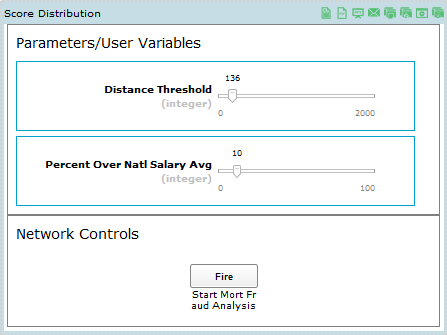 Score Distribution
Parameters/User Variables
136
Distance Threshold
(integer)
0 2000
10
Percent Over Natl Salary Avg
(integer)
0 100
Network Controls
Fire
Start Mort Fr
aud Analysis